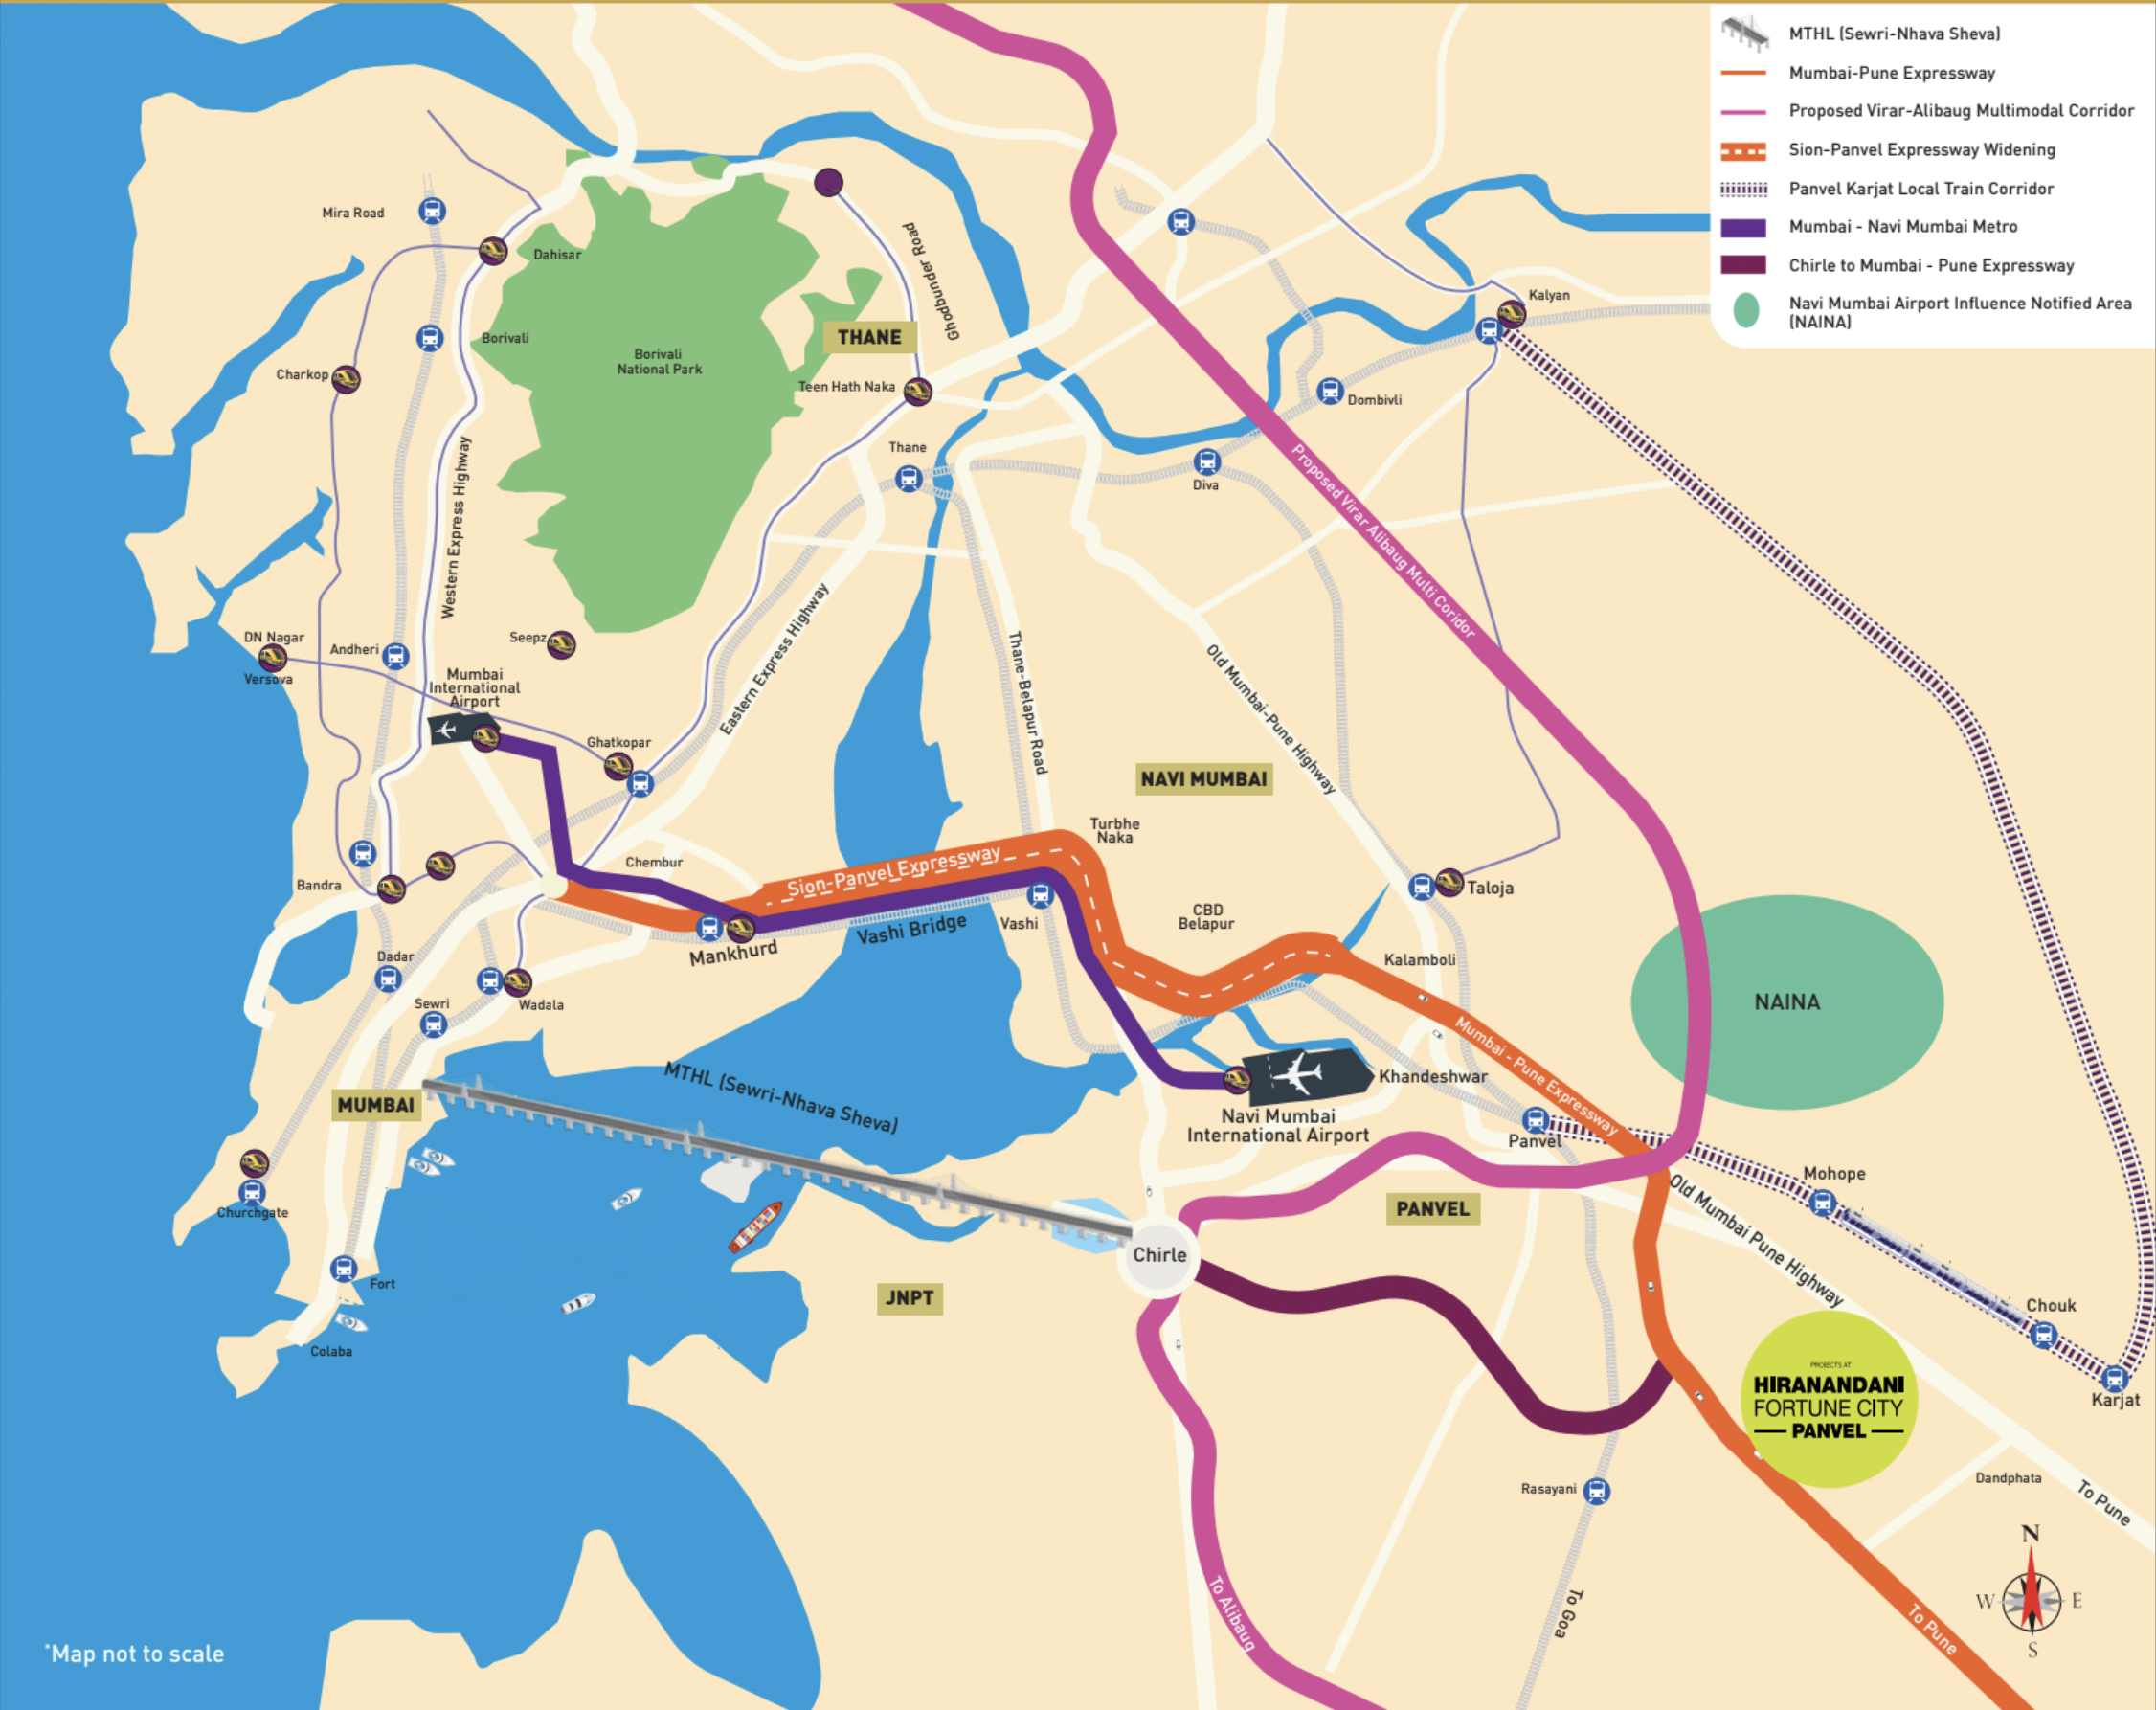 MTHL (Sewri-Nhava Sheva)
Mumbai-Pune Expressway
Proposed Virar-Alibaug Multimodal Corridor
Sion-Panvel Expressway Widening
Panvel Karjat Local Train Corridor
Mumbai - Navi Mumbai Metro
Chirle to Mumbai - Pune Expressway
Navi Mumbai Airport Influence Notified Area
(NAINA)
Mira Road
Dahisar
Ghodbunder Road
Kalyan
THANE
Borivali
Borivali
National Park
Charkop
Teen Hath Naka
Dombivli
Thane
Diva
Western Express Highway
Proposed Virar Alibaug Multi Coridor
DN Nagar
Versova
Andheri
Seepz
Mumbai
International
Airport
Eastern Express Highway
Thane-Belapur Road
Old Mumbai-Pune Highway
Ghatkopar
NAVI MUMBAI
Turbhe
Naka
Chembur
Sion-Panvel Expressway
Bandra
Taloja
Vashi Bridge
Vashi
CBD
Belapur
Mankhurd
Dadar
Kalamboli
Sewri
Wadala
NAINA
MTHL (Sewri-Nhava Sheva)
Mumbai - Pune Expressway
Khandeshwar
MUMBAI
Navi Mumbai
International Airport
Panvel
Mohope
Churchgate
PANVEL
Old Mumbai Pune Highway
Chirle
Fort
JNPT
Chouk
Colaba
PROJECTS AT
HIRANANDANI
FORTUNE CITY
PANVEL
Karjat
Rasayani
Dandphata
To Pune
To Alibaug
To Goa
To Pune
N
W
E
S
*Map not to scale